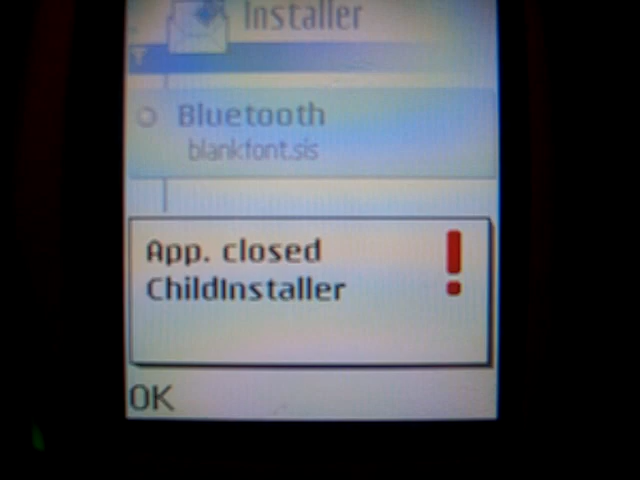 Installer
Bluetooth
blankfont.sis
App. closed
ChildInstaller
OK